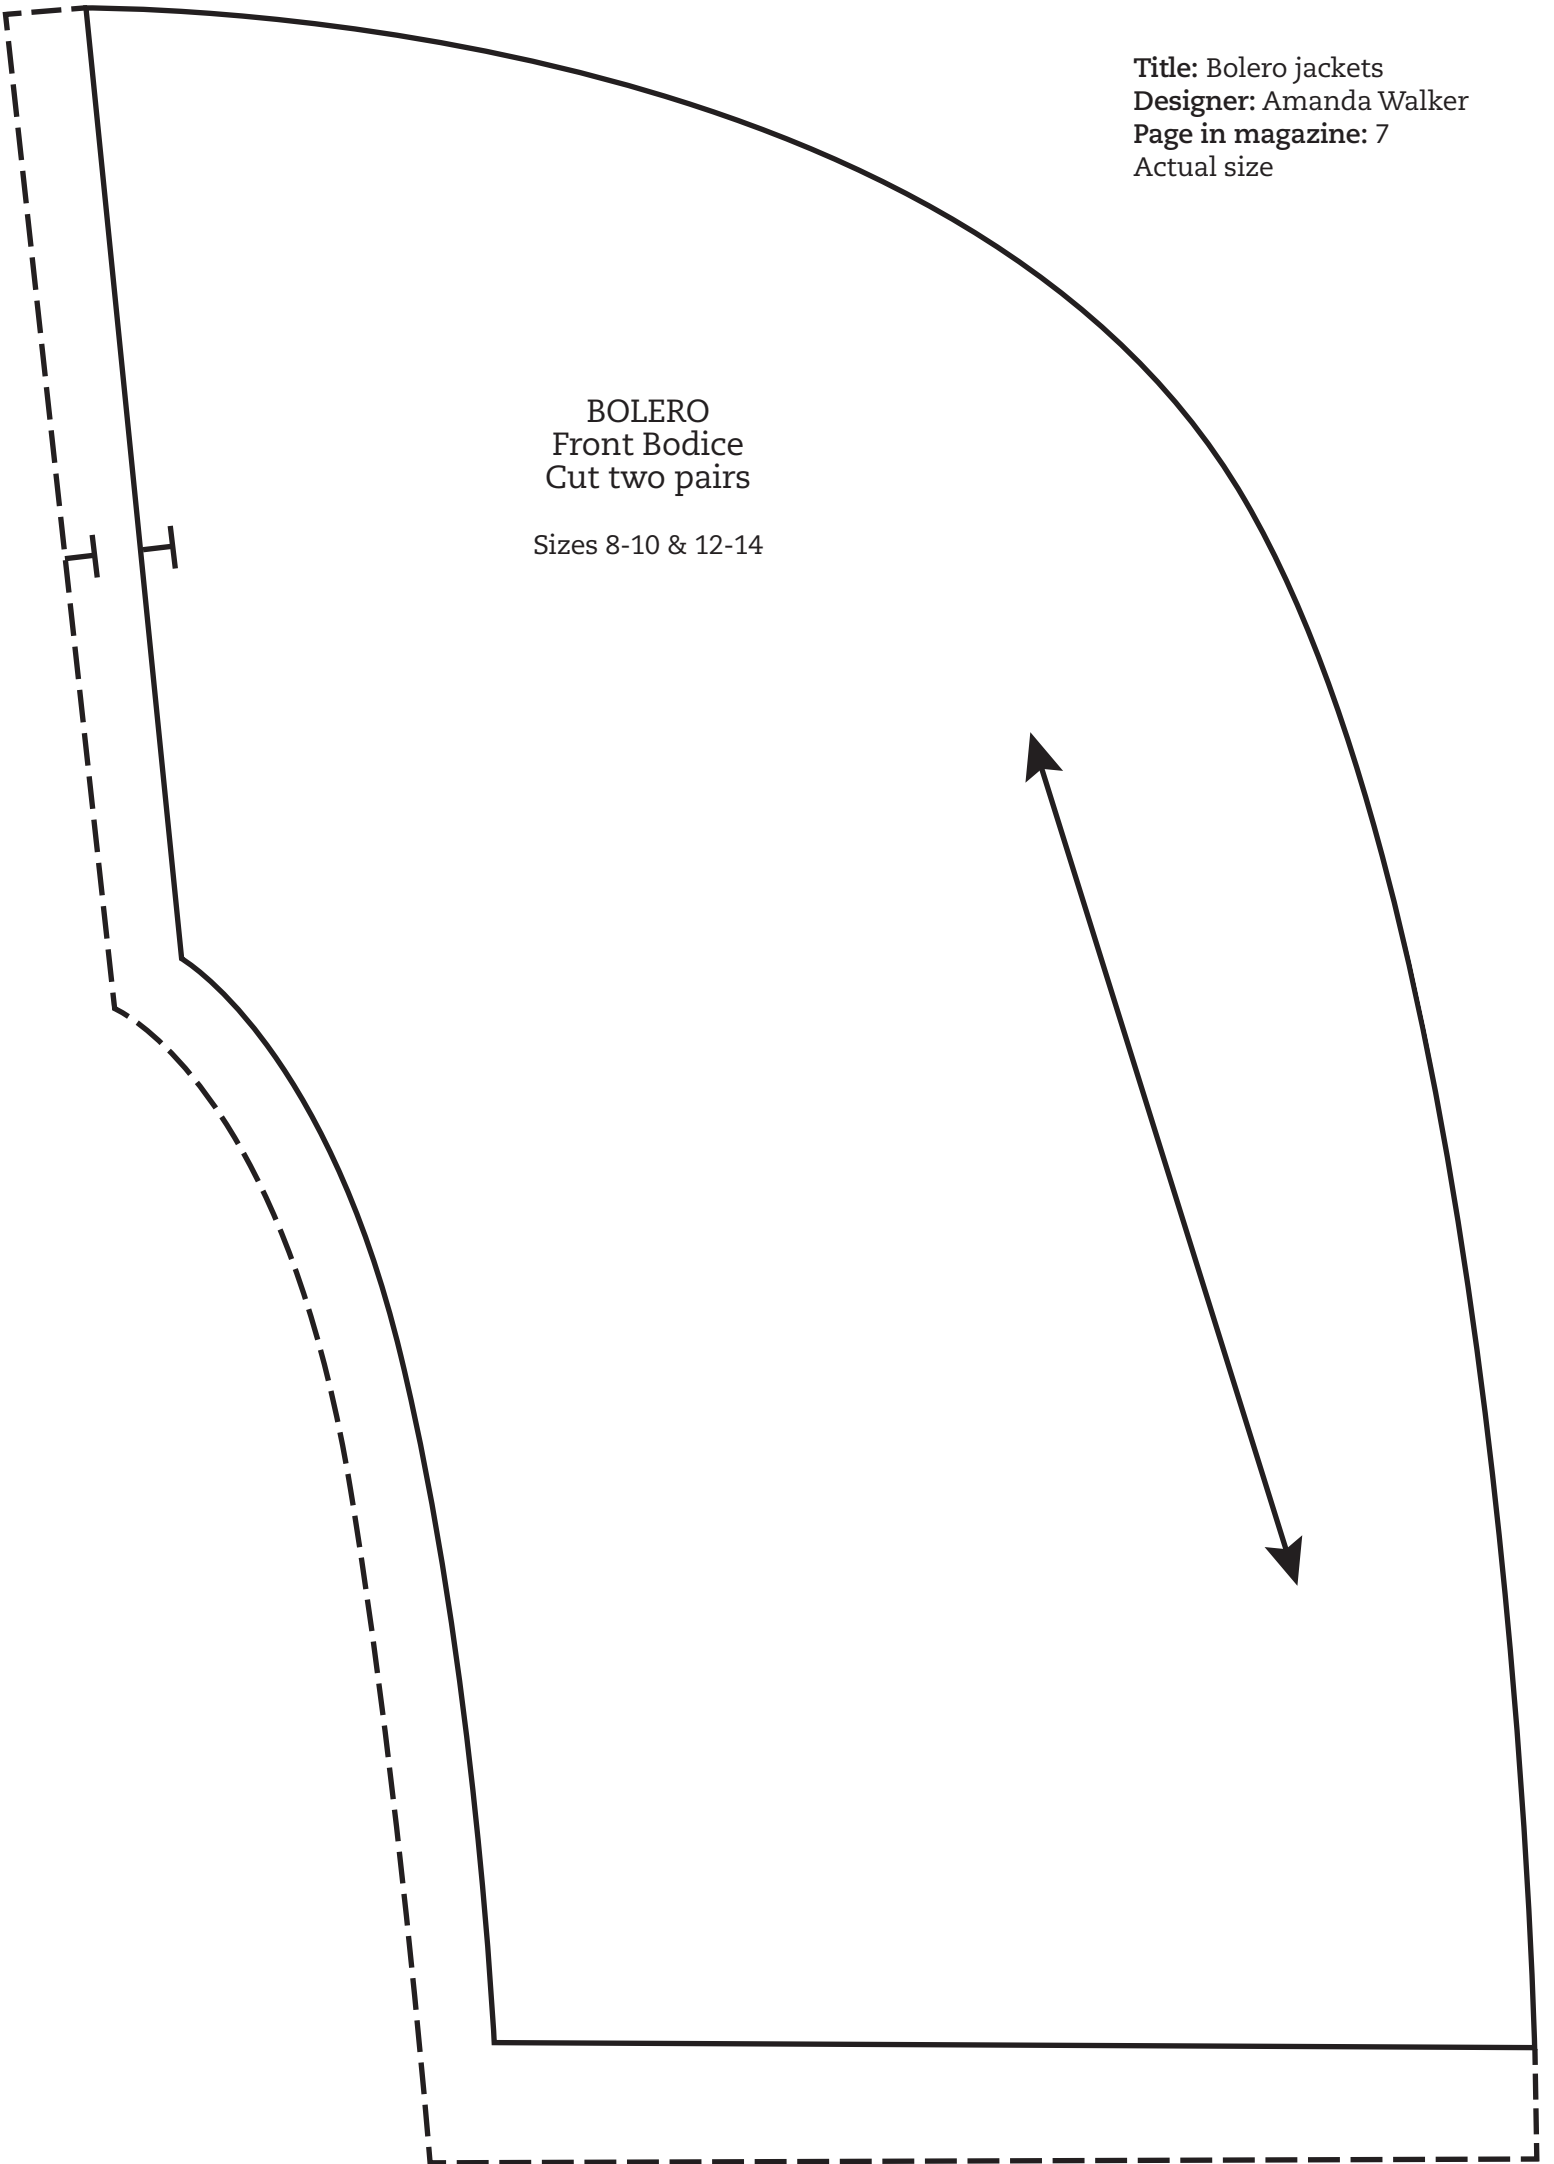 Title: Bolero jackets
Designer: Amanda Walker
Page in magazine: 7
Actual size
BOLERO
Front Bodice
Cut two pairs
Sizes 8-10 & 12-14